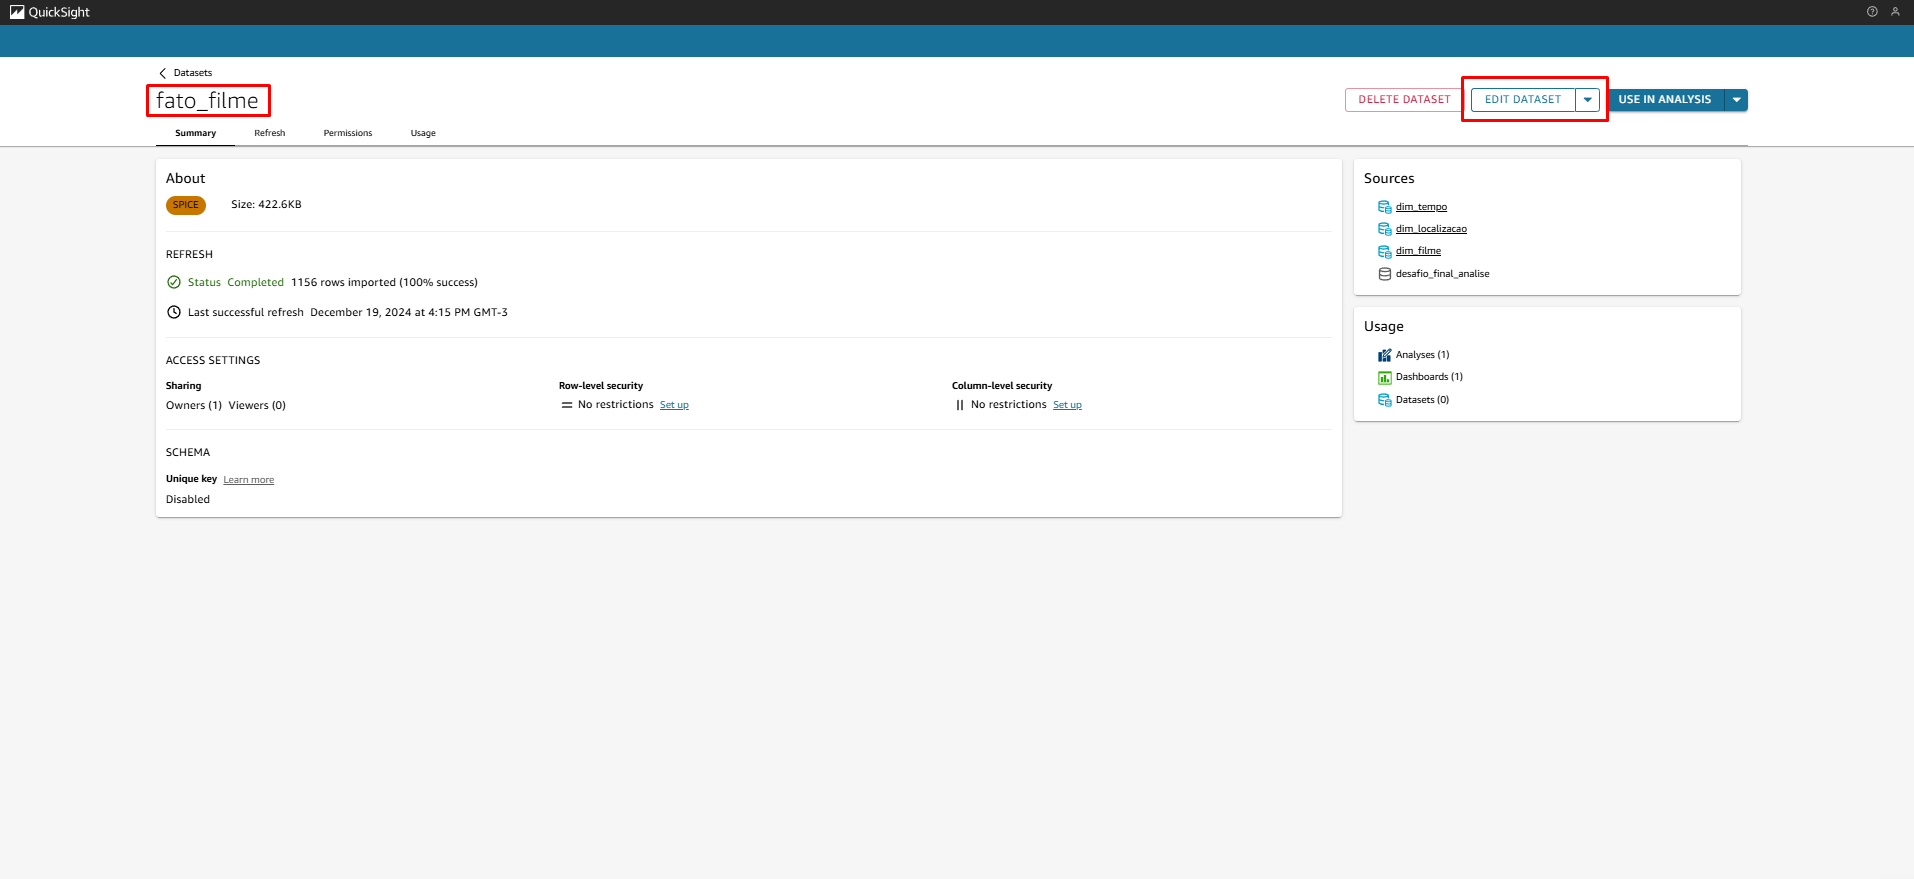 QuickSight
Datasets
fato_filme
DELETE DATASET
EDIT DATASET
USE IN ANALYSIS
Summary
Refresh
Permissions
Usage
About
SPICE
Size: 422.6KB
REFRESH
Status Completed 1156 rows imported (100% success)
Last successful refresh December 19, 2024 at 4:15 PM GMT-3
ACCESS SETTINGS
Sharing
Owners (1) Viewers (0)
Row-level security
No restrictions Set up
Column-level security
No restrictions Set up
SCHEMA
Unique key Learn more
Disabled
Sources
dim_tempo
dim_localizacao
dim_filme
desafio_final_analise
Usage
Analyses (1)
Dashboards (1)
Datasets (0)